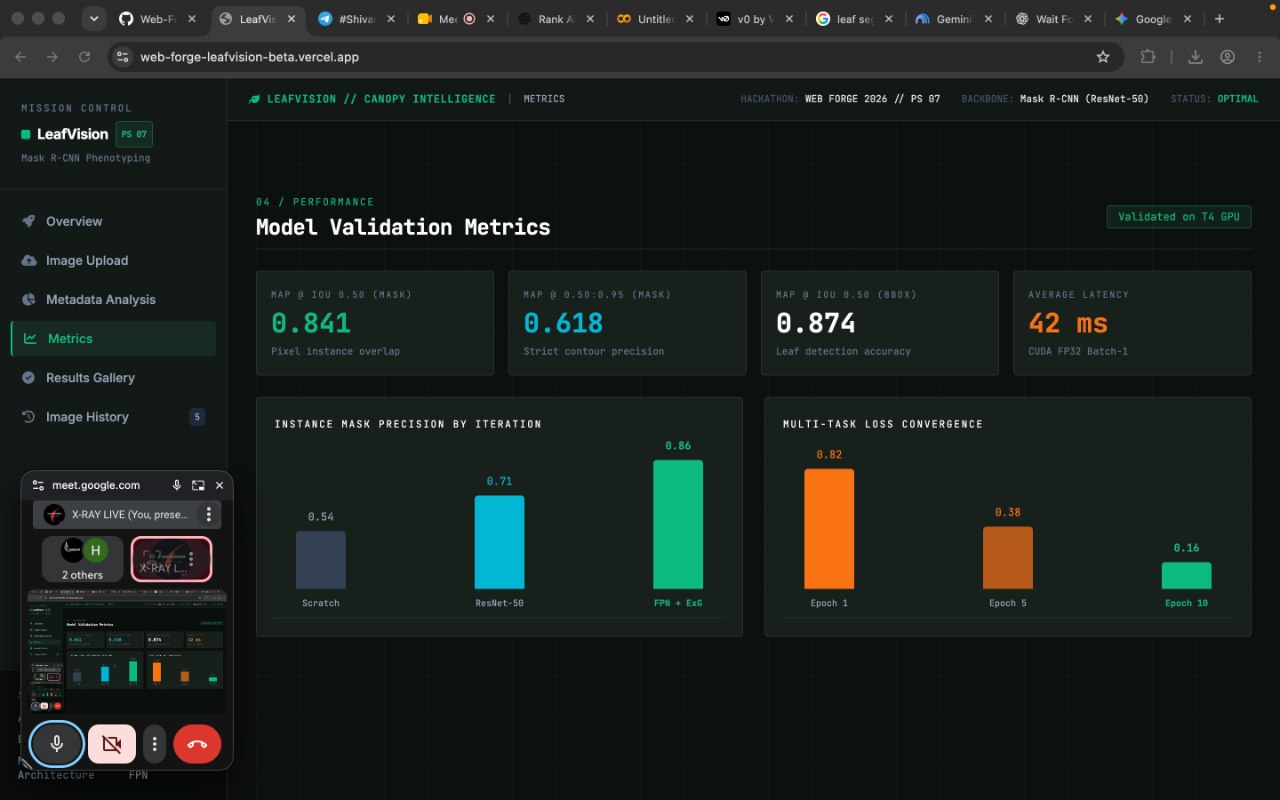 Web-Fo
LeafVis
#Shivar
Mee
Rank A
Untitle
v0 by V
leaf seg
Gemini
Wait Fo
Google
web-forge-leafvision-beta.vercel.app
MISSION CONTROL
LeafVision PS 07
Mask R-CNN Phenotyping
LEAFVISION // CANOPY INTELLIGENCE | METRICS
HACKATHON: WEB FORGE 2026 // PS 07 BACKBONE: Mask R-CNN (ResNet-50) STATUS: OPTIMAL
Overview
Image Upload
Metadata Analysis
Metrics
Results Gallery
Image History 5
04 / PERFORMANCE
Model Validation Metrics
Validated on T4 GPU
MAP @ IOU 0.50 (MASK)
0.841
Pixel instance overlap
MAP @ 0.50:0.95 (MASK)
0.618
Strict contour precision
MAP @ IOU 0.50 (BBOX)
0.874
Leaf detection accuracy
AVERAGE LATENCY
42 ms
CUDA FP32 Batch-1
INSTANCE MASK PRECISION BY ITERATION
0.54
0.71
0.86
Scratch
ResNet-50
FPN + ExG
MULTI-TASK LOSS CONVERGENCE
0.82
0.38
0.16
Epoch 1
Epoch 5
Epoch 10
meet.google.com
X-RAY LIVE (You, prese...
H
2 others
X-RAY L...
Architecture FPN